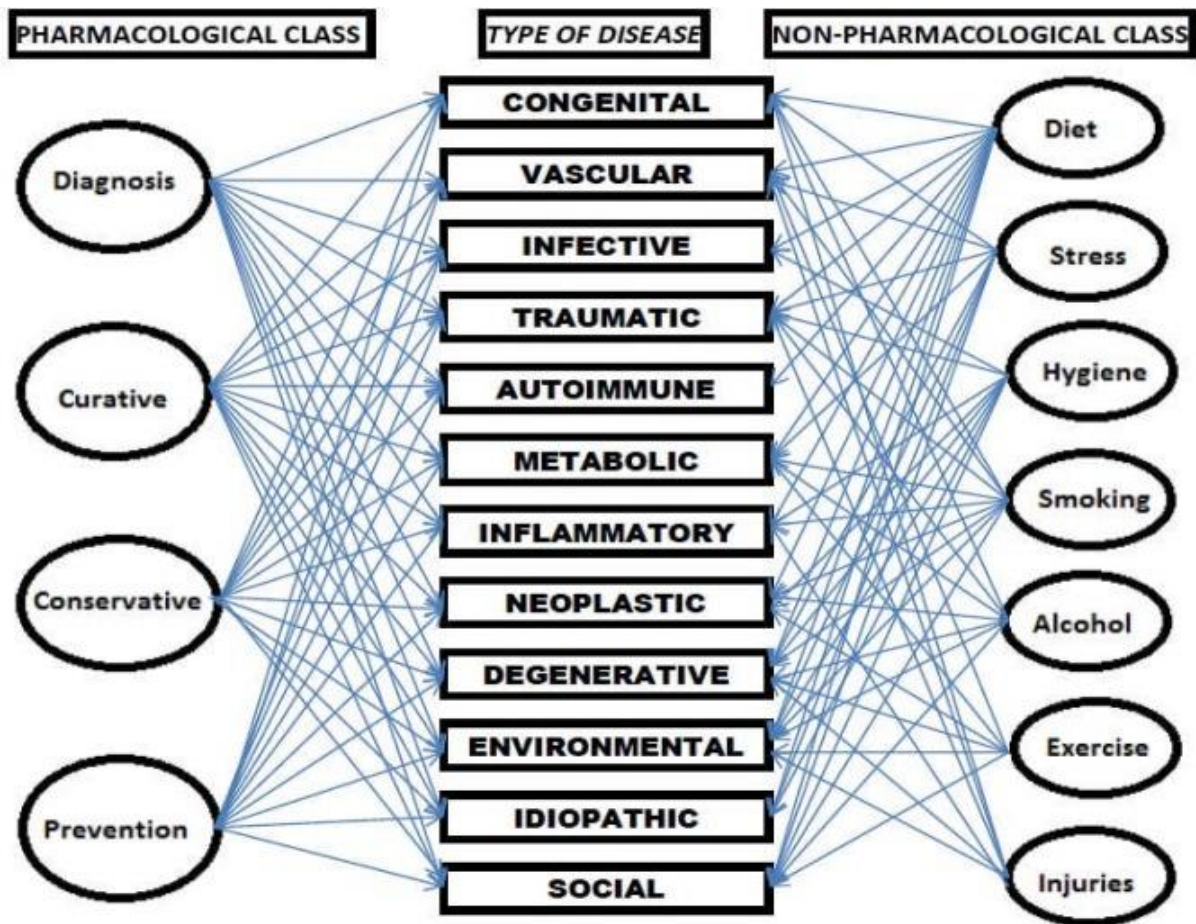 PHARMACOLOGICAL CLASS
TYPE OF DISEASE
NON-PHARMACOLOGICAL CLASS
Diagnosis
Curative
Conservative
Prevention
CONGENITAL
VASCULAR
INFECTIVE
TRAUMATIC
AUTOIMMUNE
METABOLIC
INFLAMMATORY
NEOPLASTIC
DEGENERATIVE
ENVIRONMENTAL
IDIOPATHIC
SOCIAL
Diet
Stress
Hygiene
Smoking
Alcohol
Exercise
Injuries